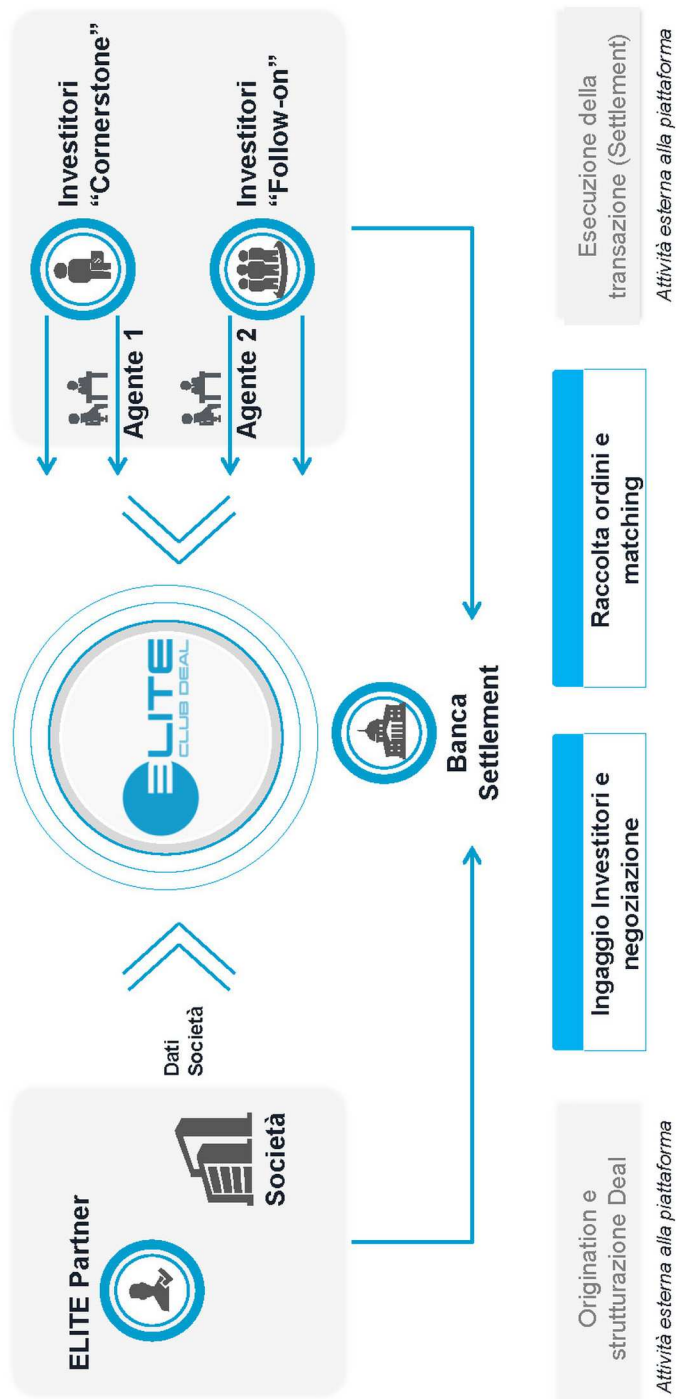 ELITE Partner
Società
Dati
Società
ELITE
CLUB DEAL
Banca
Settlement
Investitori
“Cornerstone”
Agente 1
Investitori
“Follow-on”
Agente 2
Origination e
strutturazione Deal
Attività esterna alla piattaforma
Ingaggio Investitori e
negoziazione
Raccolta ordini e
matching
Esecuzione della
transazione (Settlement)
Attività esterna alla piattaforma